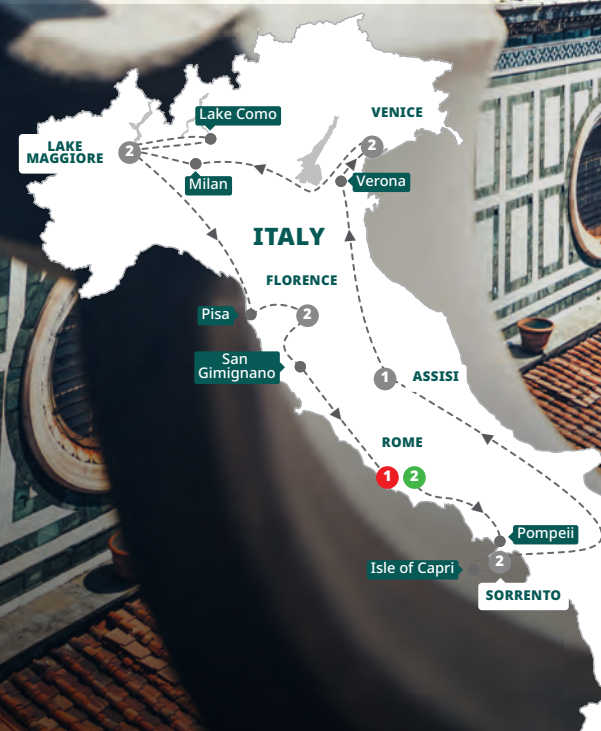 Lake Como
VENICE
2
LAKE
MAGGIORE
2
Milan
Verona
ITALY
FLORENCE
Pisa
2
San
Gimignano
1
ASSISI
ROME
1
2
Pompeii
2
Isle of Capri
SORRENTO